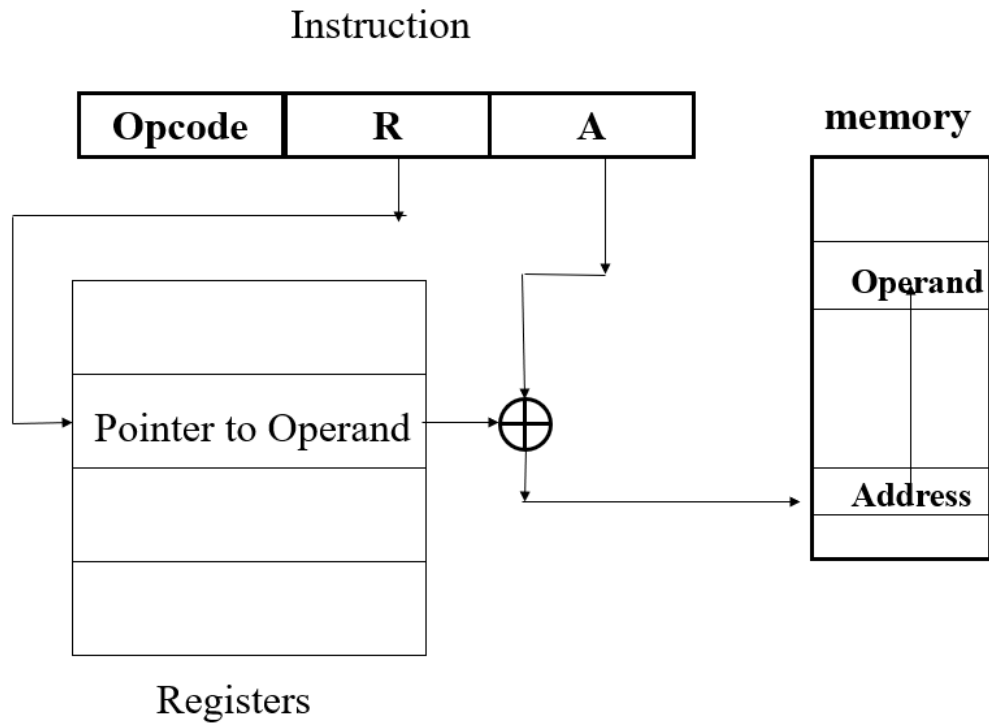 Instruction
Opcode R A
memory
Operand
Pointer to Operand
Address
Registers